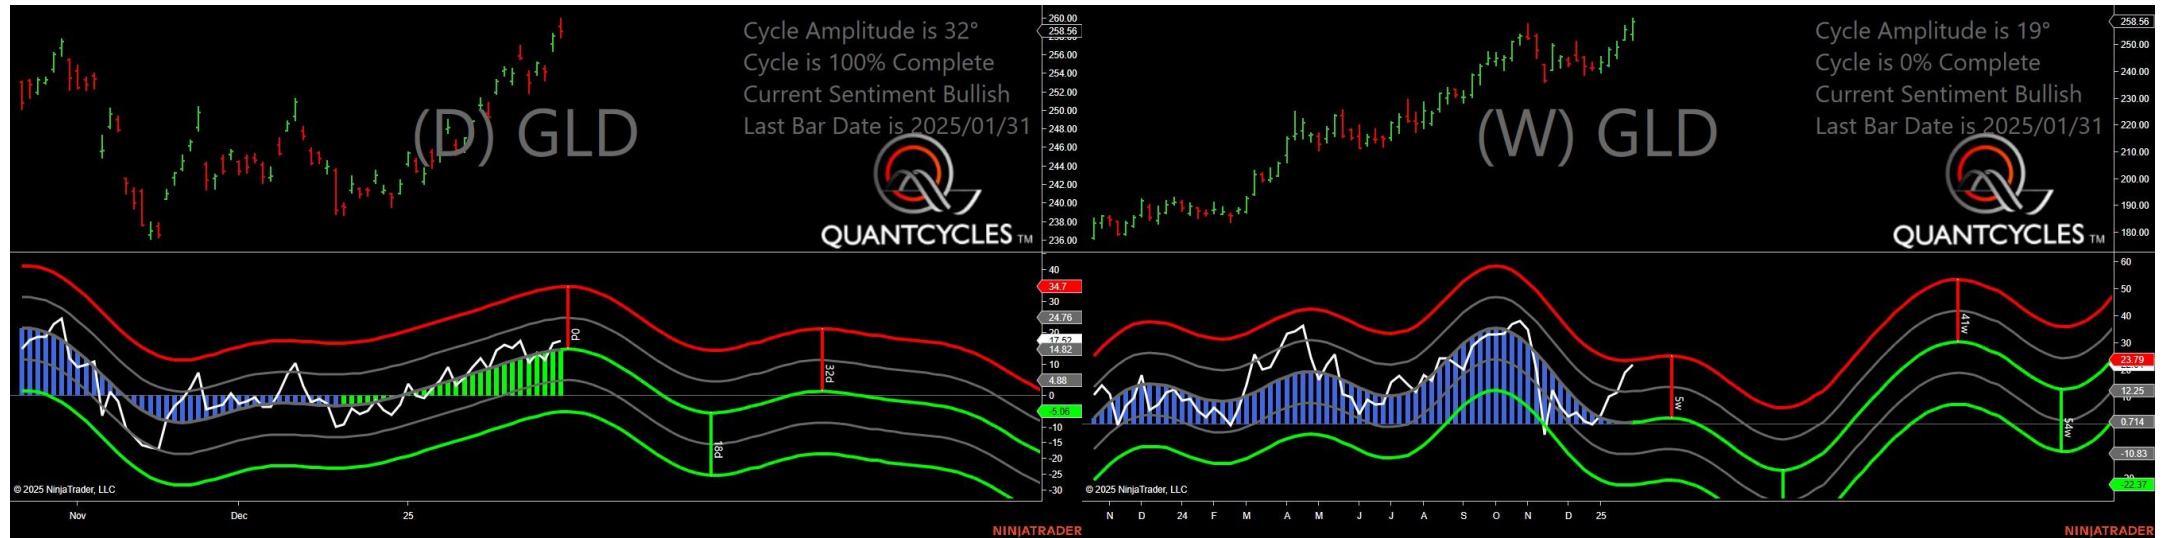 Cycle Amplitude is 32°
Cycle is 100% Complete
Current Sentiment Bullish
Last Bar Date is 2025/01/31
(D) GLD
QUANTCYCLES TM
260.00
258.56
256.00
254.00
252.00
250.00
248.00
246.00
244.00
242.00
240.00
238.00
236.00
40
34.7
30
24.76
17.52
14.82
10
4.88
0
-5.06
-10
-15
-20
-25
-30
0d
32d
18d
© 2025 NinjaTrader, LLC
Nov
Dec
25
NINJATRADER
Cycle Amplitude is 19°
Cycle is 0% Complete
Current Sentiment Bullish
Last Bar Date is 2025/01/31
(W) GLD
QUANTCYCLES TM
258.56
250.00
240.00
230.00
220.00
210.00
200.00
190.00
180.00
60
50
40
30
23.79
12.25
0.714
-10.83
-22.37
5w
41w
54w
© 2025 NinjaTrader, LLC
N D 24 F M A M J J A S O N D 25
NINJATRADER